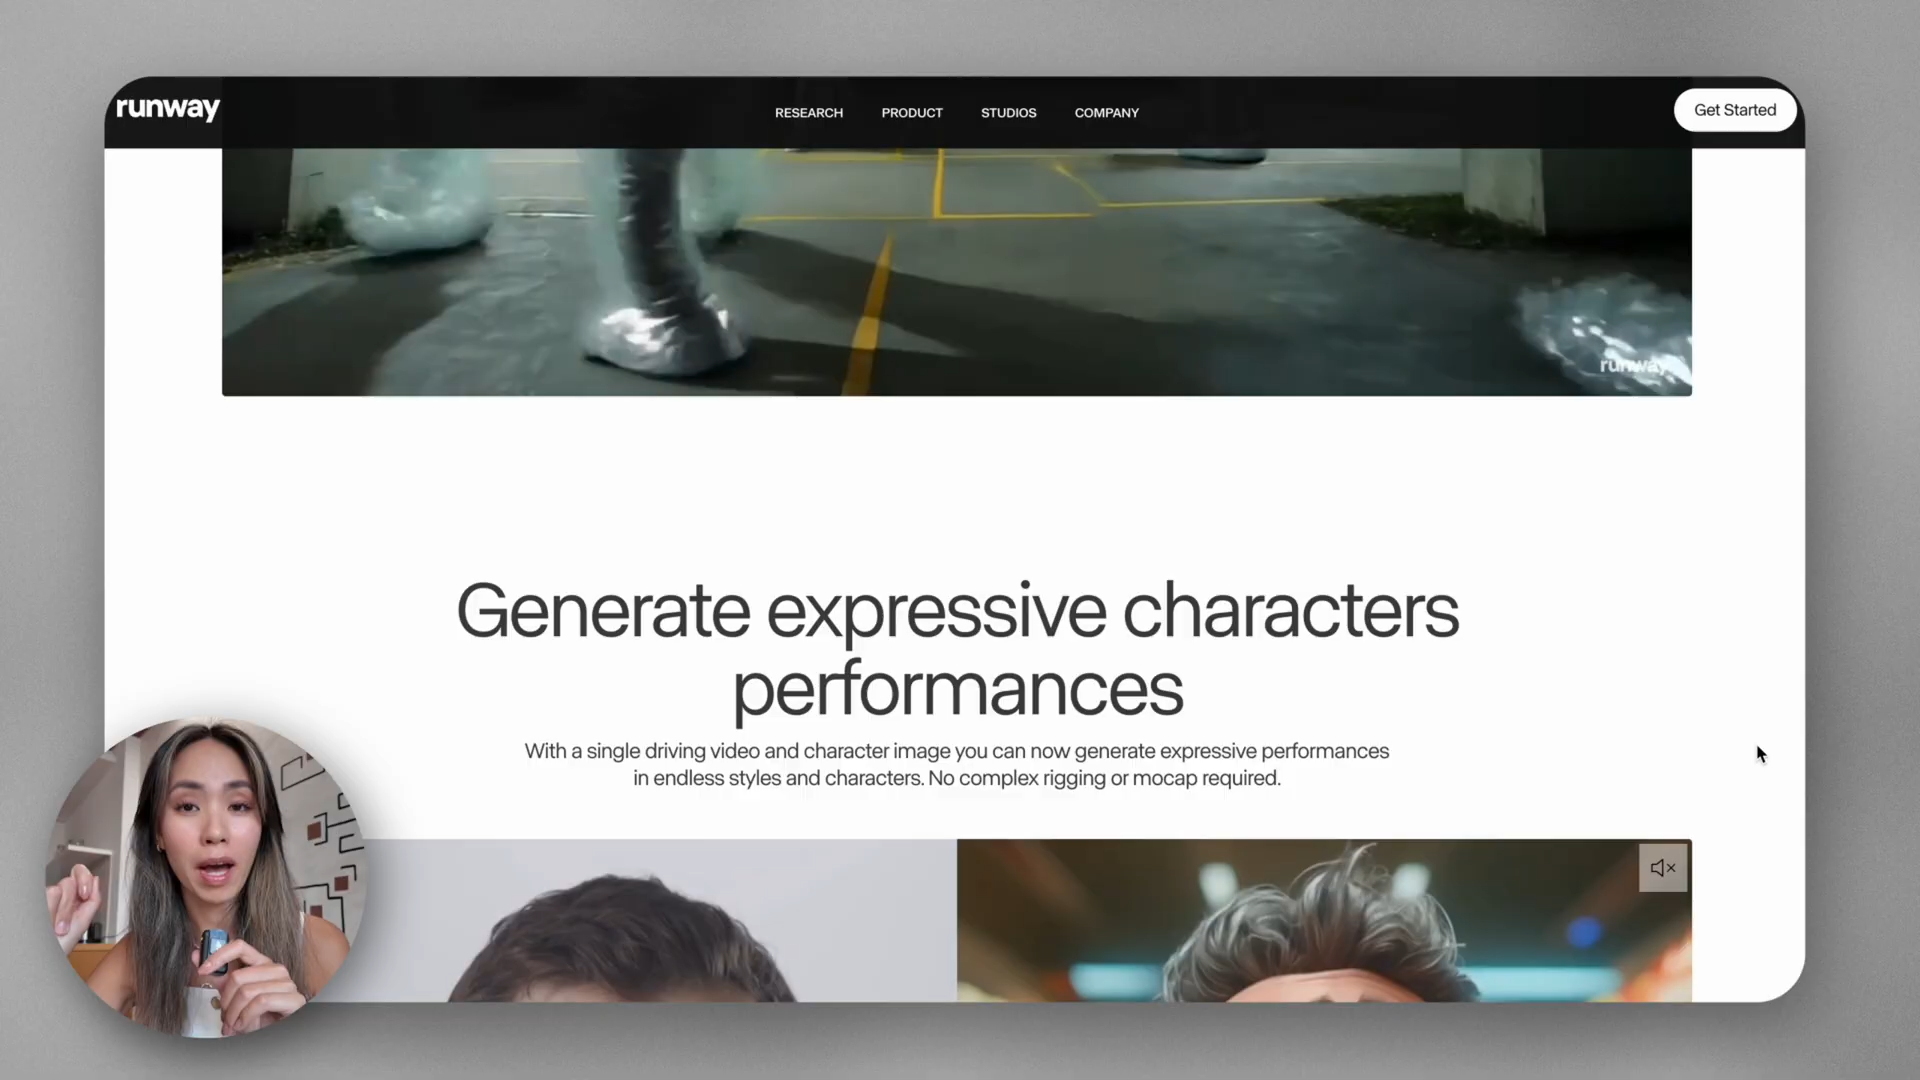 runway
RESEARCH PRODUCT STUDIOS COMPANY
Get Started
runway
Generate expressive characters
performances
With a single driving video and character image you can now generate expressive performances
in endless styles and characters. No complex rigging or mocap required.